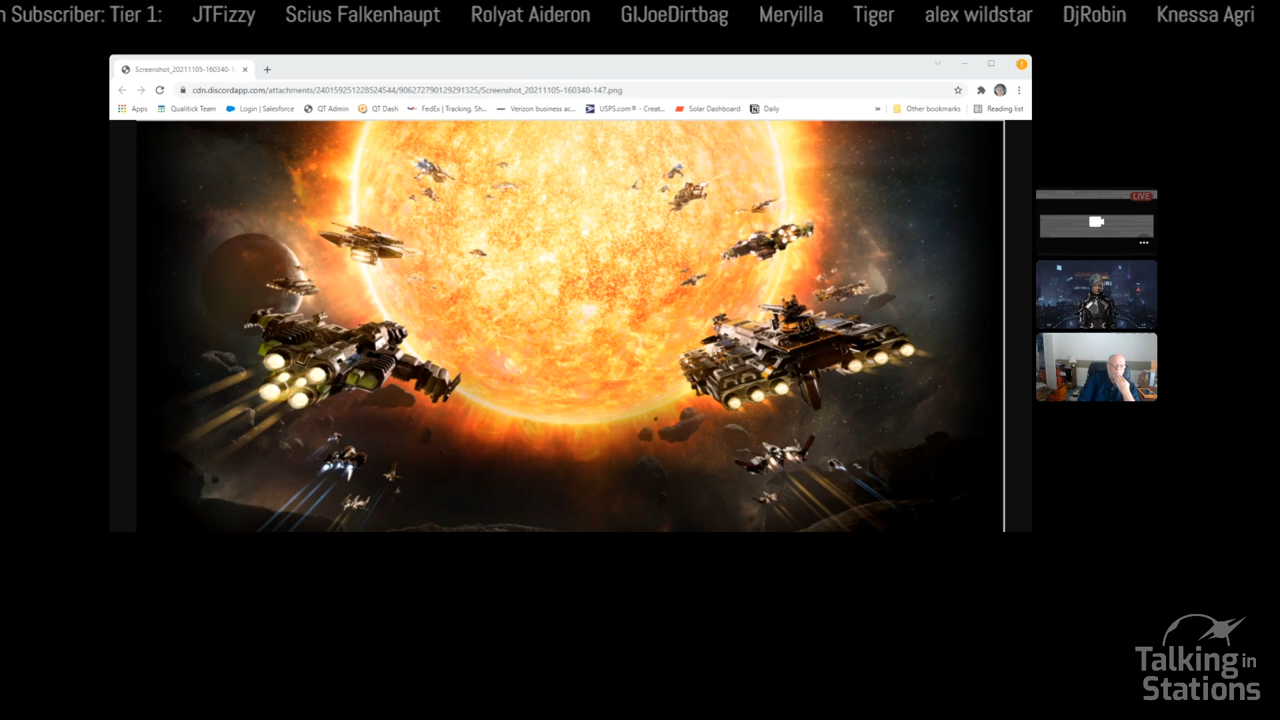 n Subscriber: Tier 1: JTFizzy Scius Falkenhaupt Rolyat Aideron GIJoeDirtbag Meryilla Tiger alex wildstar DjRobin Knessa Agri
Screenshot_20211105-160340-1
cdn.discordapp.com/attachments/240159251228524544/906272790129291325/Screenshot_20211105-160340-147.png
Apps Qualitick Team Login | Salesforce QT Admin QT Dash FedEx | Tracking, Sh... Verizon business ac... USPS.com® - Creat... Solar Dashboard Daily » Other bookmarks Reading list
LIVE
Talking in
Stations